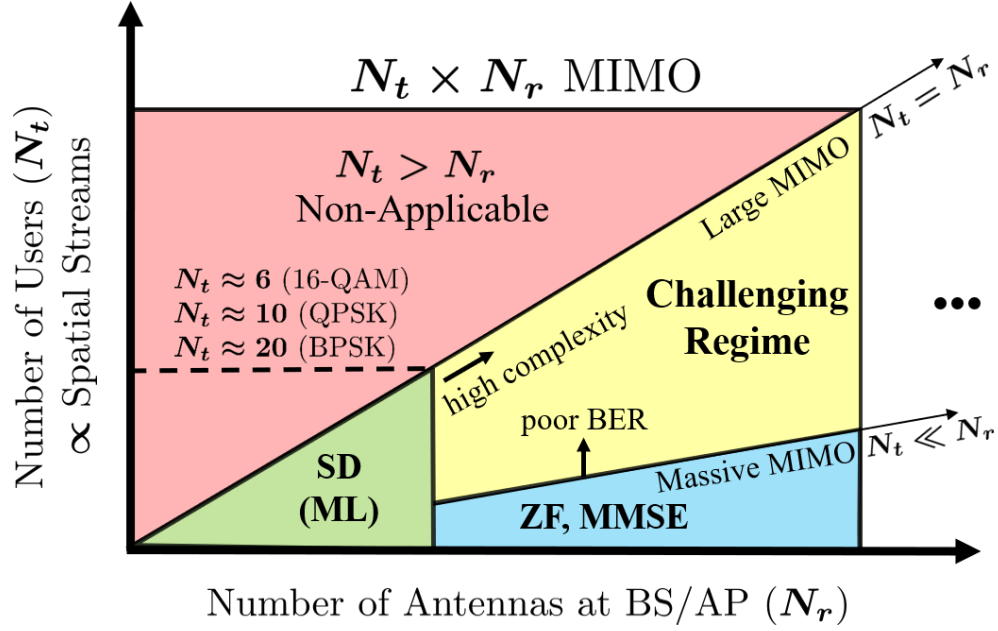 Nt × Nr MIMO
Nt = Nr
Number of Users (Nt)
∝ Spatial Streams
Nt > Nr
Non-Applicable
Large MIMO
Nt ≈ 6 (16-QAM)
Nt ≈ 10 (QPSK)
Nt ≈ 20 (BPSK)
Challenging
Regime
...
high complexity
poor BER
Nt ≪ Nr
Massive MIMO
SD
(ML)
ZF, MMSE
Number of Antennas at BS/AP (Nr)